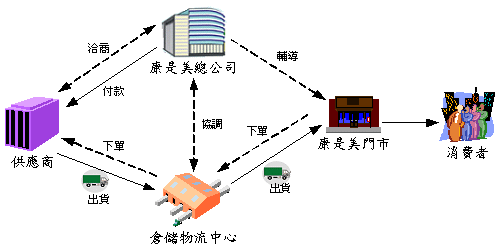 洽商
康是美總公司
付款
輔導
協調
下單
下單
供應商
康是美門市
消費者
出貨
出貨
倉儲物流中心